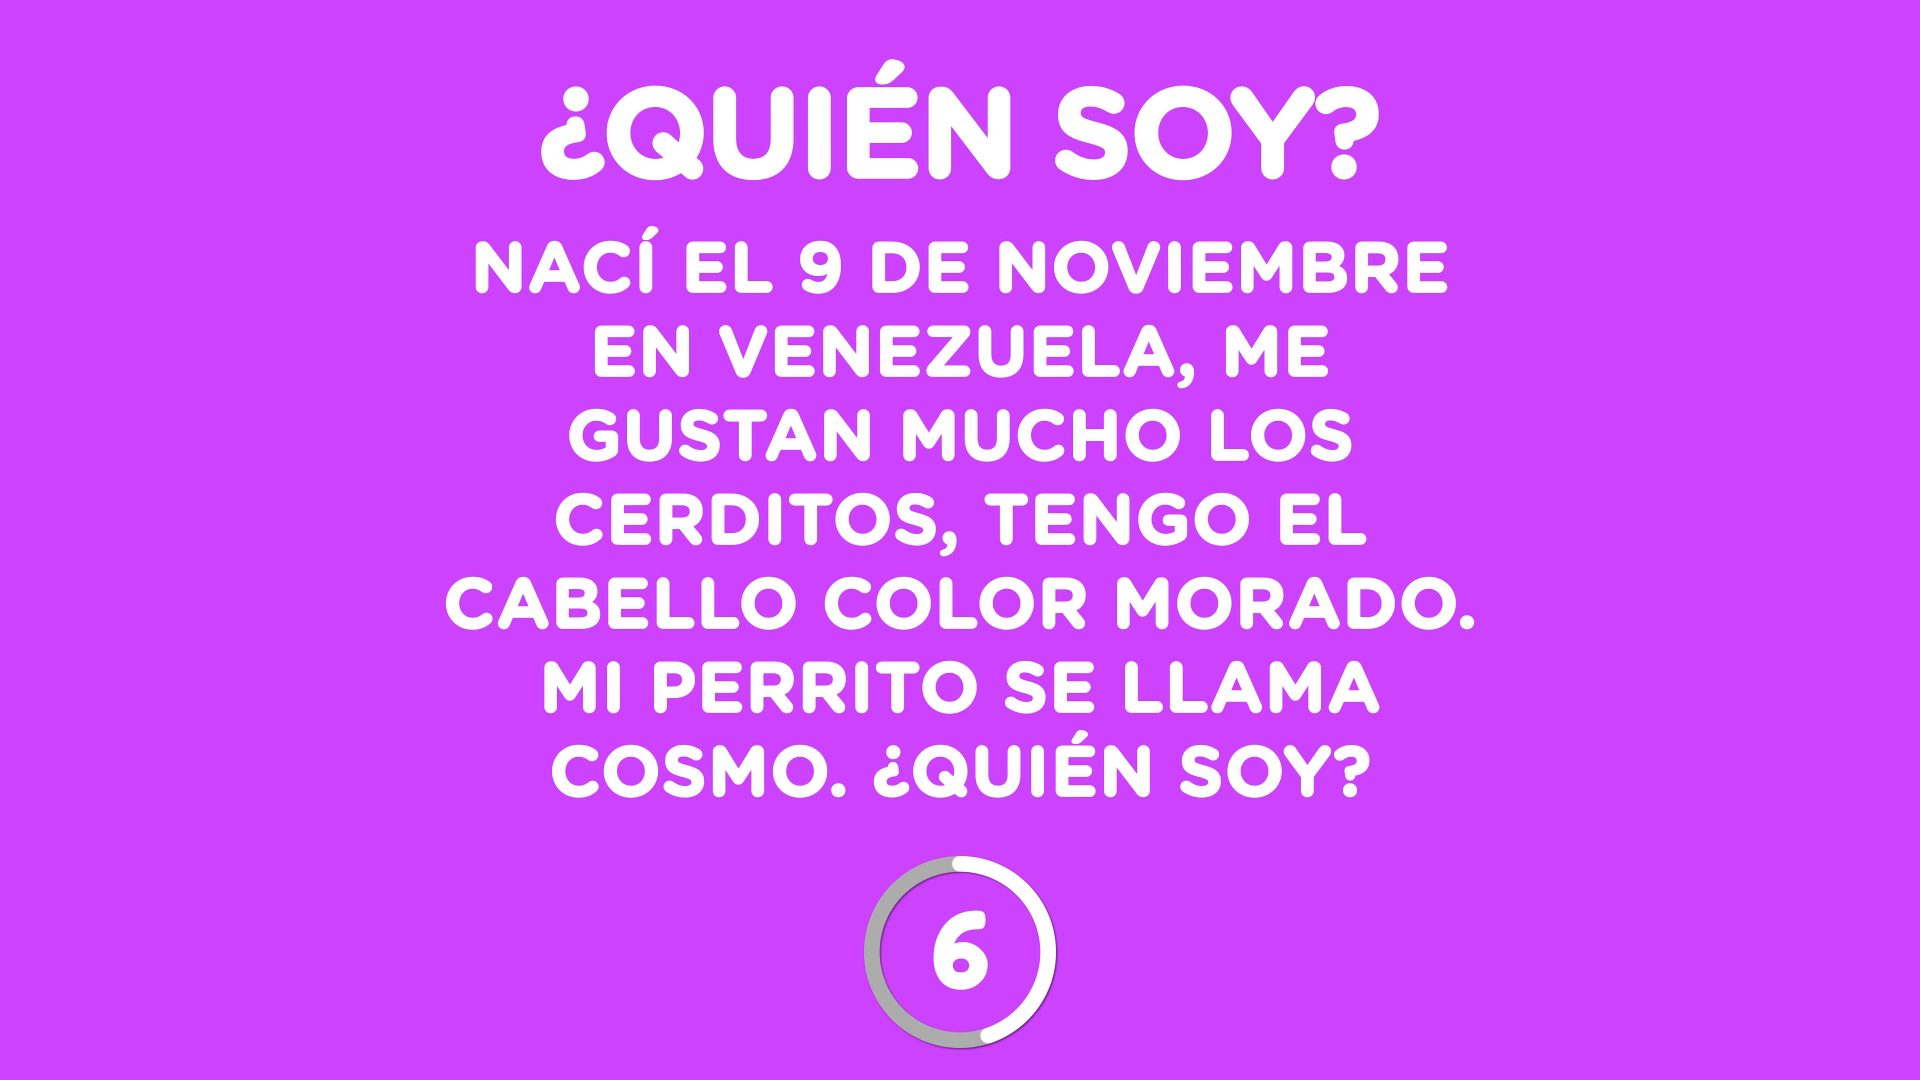 ¿QUIÉN SOY?
NACÍ EL 9 DE NOVIEMBRE
EN VENEZUELA, ME
GUSTAN MUCHO LOS
CERDITOS, TENGO EL
CABELLO COLOR MORADO.
MI PERRITO SE LLAMA
COSMO. ¿QUIÉN SOY?
6